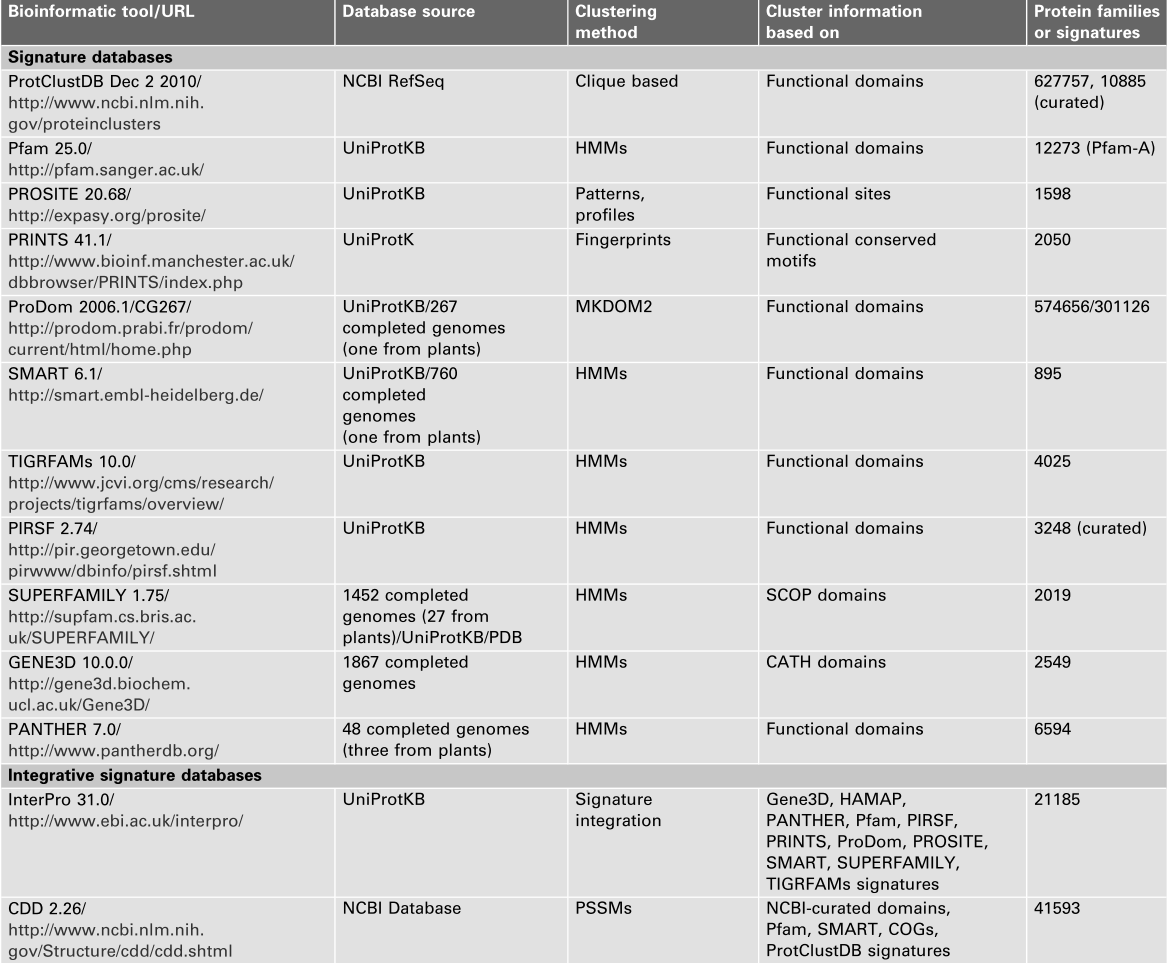 Bioinformatic tool/URL
Database source
Clustering
method
Cluster information
based on
Protein families
or signatures
Signature databases
ProtClustDB Dec 2 2010/
http://www.ncbi.nlm.nih.
gov/proteinclusters
NCBI RefSeq
Clique based
Functional domains
627757, 10885
(curated)
Pfam 25.0/
http://pfam.sanger.ac.uk/
UniProtKB
HMMs
Functional domains
12273 (Pfam-A)
PROSITE 20.68/
http://expasy.org/prosite/
UniProtKB
Patterns,
profiles
Functional sites
1598
PRINTS 41.1/
http://www.bioinf.manchester.ac.uk/
dbbrowser/PRINTS/index.php
UniProtK
Fingerprints
Functional conserved
motifs
2050
ProDom 2006.1/CG267/
http://prodom.prabi.fr/prodom/
current/html/home.php
UniProtKB/267
completed genomes
(one from plants)
MKDOM2
Functional domains
574656/301126
SMART 6.1/
http://smart.embl-heidelberg.de/
UniProtKB/760
completed
genomes
(one from plants)
HMMs
Functional domains
895
TIGRFAMs 10.0/
http://www.jcvi.org/cms/research/
projects/tigrfams/overview/
UniProtKB
HMMs
Functional domains
4025
PIRSF 2.74/
http://pir.georgetown.edu/
pirwww/dbinfo/pirsf.shtml
UniProtKB
HMMs
Functional domains
3248 (curated)
SUPERFAMILY 1.75/
http://supfam.cs.bris.ac.
uk/SUPERFAMILY/
1452 completed
genomes (27 from
plants)/UniProtKB/PDB
HMMs
SCOP domains
2019
GENE3D 10.0.0/
http://gene3d.biochem.
ucl.ac.uk/Gene3D/
1867 completed
genomes
HMMs
CATH domains
2549
PANTHER 7.0/
http://www.pantherdb.org/
48 completed genomes
(three from plants)
HMMs
Functional domains
6594
Integrative signature databases
InterPro 31.0/
http://www.ebi.ac.uk/interpro/
UniProtKB
Signature
integration
Gene3D, HAMAP,
PANTHER, Pfam, PIRSF,
PRINTS, ProDom, PROSITE,
SMART, SUPERFAMILY,
TIGRFAMs signatures
21185
CDD 2.26/
http://www.ncbi.nlm.nih.
gov/Structure/cdd/cdd.shtml
NCBI Database
PSSMs
NCBI-curated domains,
Pfam, SMART, COGs,
ProtClustDB signatures
41593